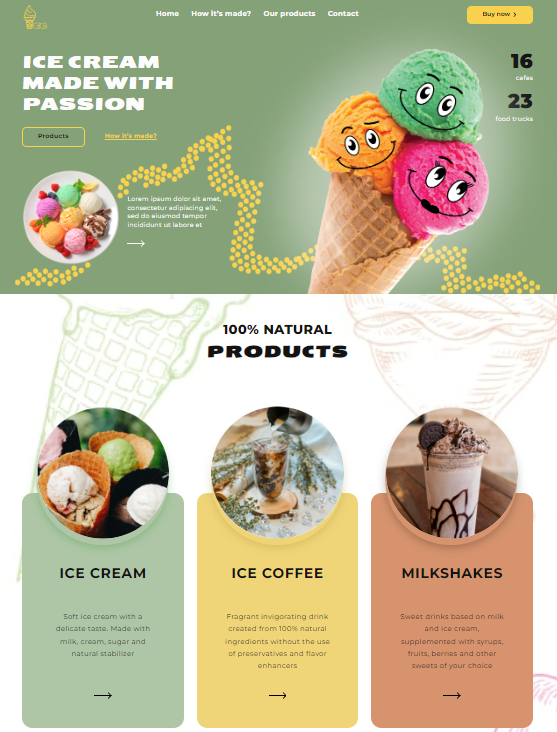 Home How it's made? Our products Contact
Buy now
ICE CREAM
MADE WITH
PASSION
16
cafes
23
food trucks
Products How it's made?
Lorem ipsum dolor sit amet,
consectetur adipiscing elit,
sed do eiusmod tempor
incididunt ut labore et
100% NATURAL
PRODUCTS
ICE CREAM
Soft ice cream with a
delicate taste. Made with
milk, cream, sugar and
natural stabilizer
ICE COFFEE
Fragrant invigorating drink
created from 100% natural
ingredients without the use
of preservatives and flavor
enhancers
MILKSHAKES
Sweet drinks based on milk
and ice cream,
supplemented with syrups,
fruits, berries and other
sweets of your choice